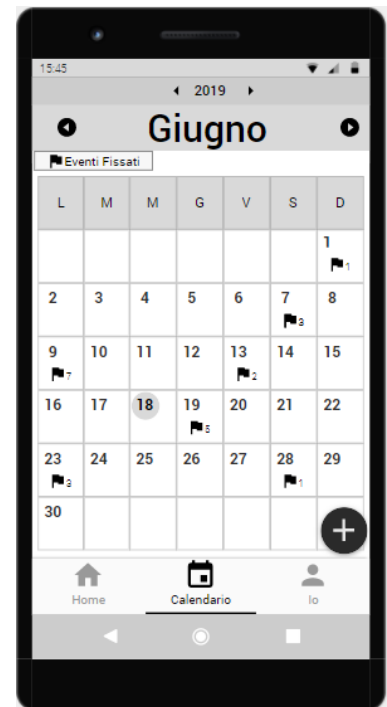 15:45
2019
Giugno
Eventi Fissati
L M M G V S D
1
1
2 3 4 5 6 7 8
3
9 10 11 12 13 14 15
7 2
16 17 18 19 20 21 22
5
23 24 25 26 27 28 29
3 1
30
Home Calendario Io